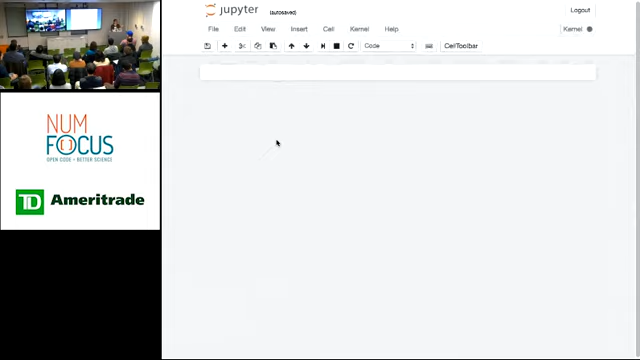 jupyter (autosaved)
Logout
File Edit View Insert Cell Kernel Help
Kernel
Code
CellToolbar
NUM
FOCUS
OPEN CODE = BETTER SCIENCE
TD Ameritrade